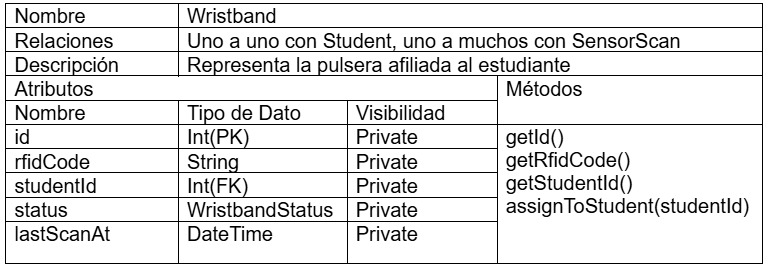 Nombre Wristband
Relaciones Uno a uno con Student, uno a muchos con SensorScan
Descripción Representa la pulsera afiliada al estudiante
Atributos Métodos
Nombre Tipo de Dato Visibilidad
id Int(PK) Private getId()
rfidCode String Private getRfidCode()
studentId Int(FK) Private getStudentId()
status WristbandStatus Private assignToStudent(studentId)
lastScanAt DateTime Private